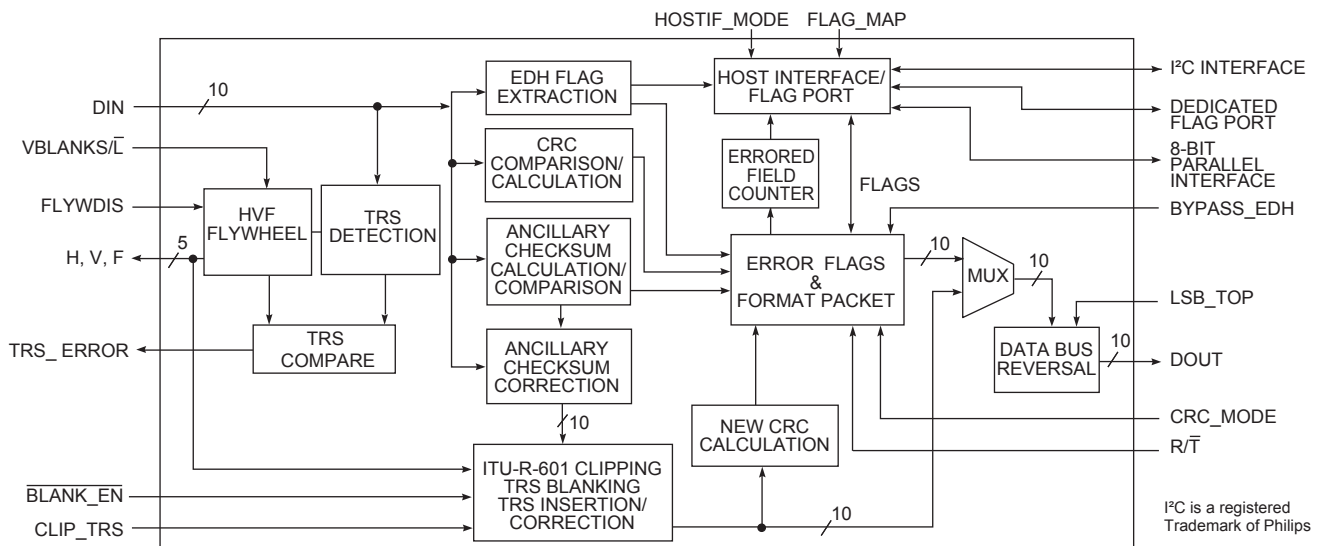 HOSTIF_MODE FLAG_MAP
DIN
10
EDH FLAG
EXTRACTION
HOST INTERFACE/
FLAG PORT
I²C INTERFACE
DEDICATED
FLAG PORT
8-BIT
PARALLEL
INTERFACE
VBLANKS/L̅
CRC
COMPARISON/
CALCULATION
ERRORED
FIELD
COUNTER
FLAGS
FLYWDIS
HVF
FLYWHEEL
TRS
DETECTION
BYPASS_EDH
H, V, F
5
ANCILLARY
CHECKSUM
CALCULATION/
COMPARISON
ERROR FLAGS
&
FORMAT PACKET
10
MUX
10
LSB_TOP
TRS_ ERROR
TRS
COMPARE
ANCILLARY
CHECKSUM
CORRECTION
DATA BUS
REVERSAL
10
DOUT
10
NEW CRC
CALCULATION
CRC_MODE
R/T̅
ITU-R-601 CLIPPING
TRS BLANKING
TRS INSERTION/
CORRECTION
B̅L̅A̅N̅K̅_̅E̅N̅
CLIP_TRS
10
I²C is a registered
Trademark of Philips